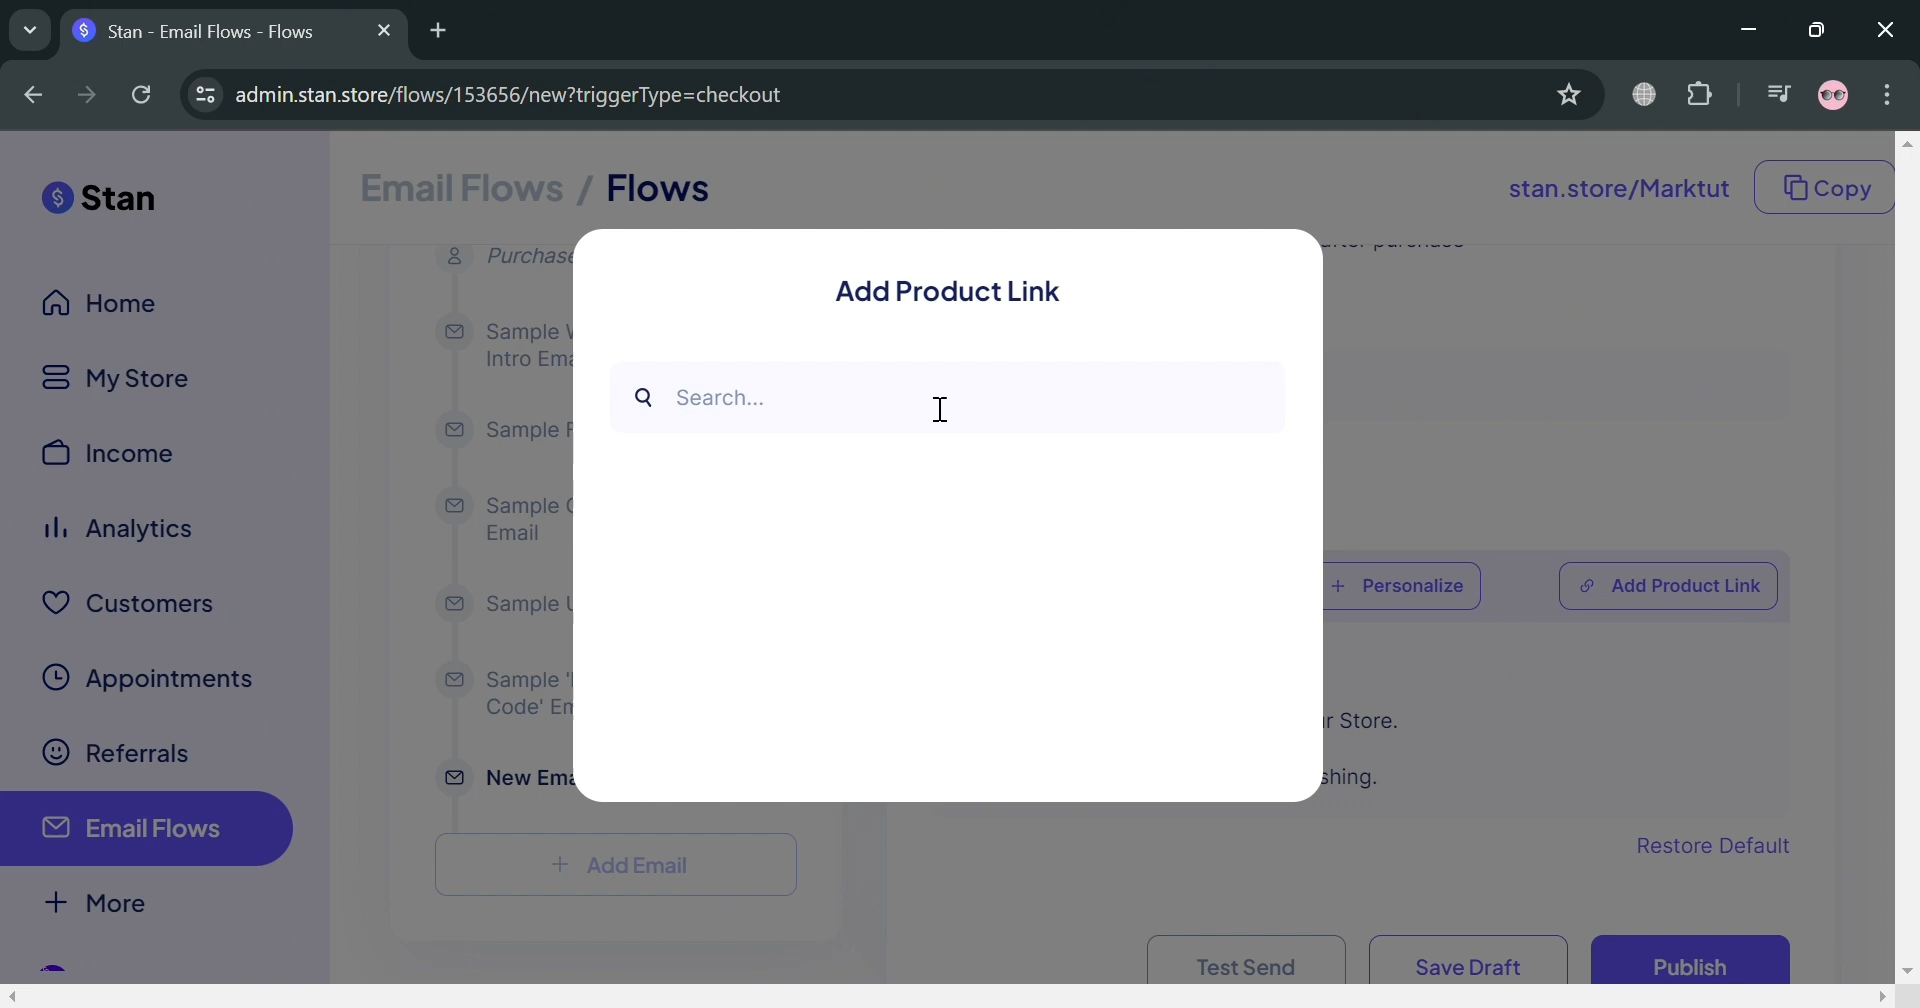 Stan - Email Flows - Flows
admin.stan.store/flows/153656/new?triggerType=checkout
Stan
Home
My Store
Income
Analytics
Customers
Appointments
Referrals
Email Flows
More
Email Flows / Flows
stan.store/Marktut
Copy
Purchase
Sample
Intro Ema
Sample
Sample
Email
Sample
Sample
Code' Em
New Ema
+ Add Email
Add Product Link
Search...
after purchase
+ Personalize
Add Product Link
r Store.
shing.
Restore Default
Test Send
Save Draft
Publish